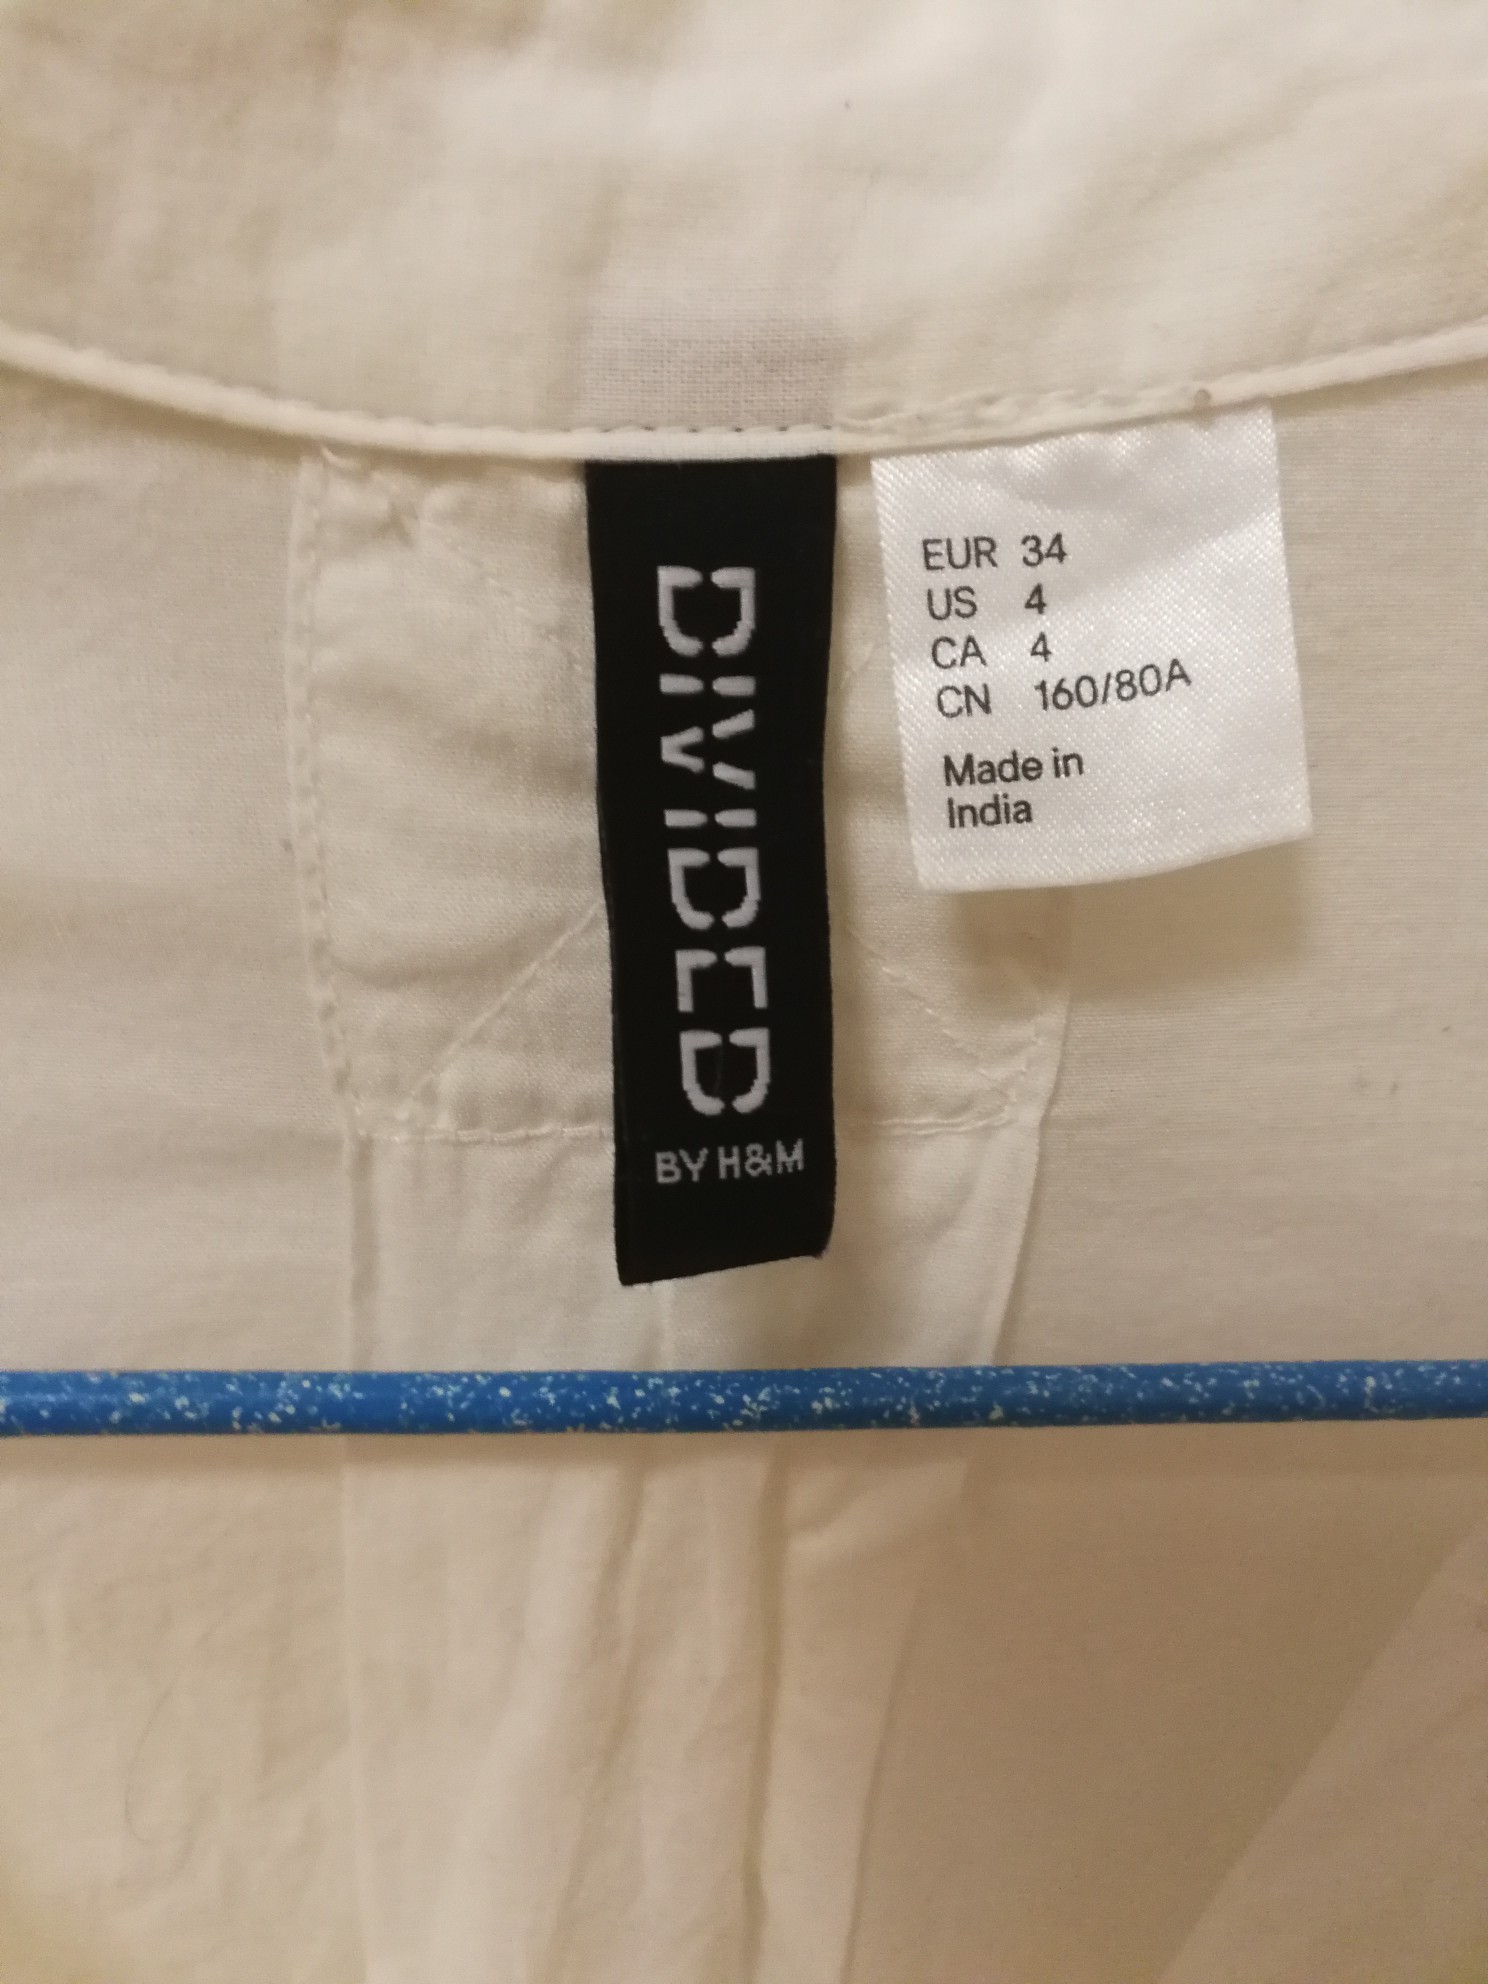 DIVIDED
BY H&M
EUR 34
US 4
CA 4
CN 160/80A
Made in
India